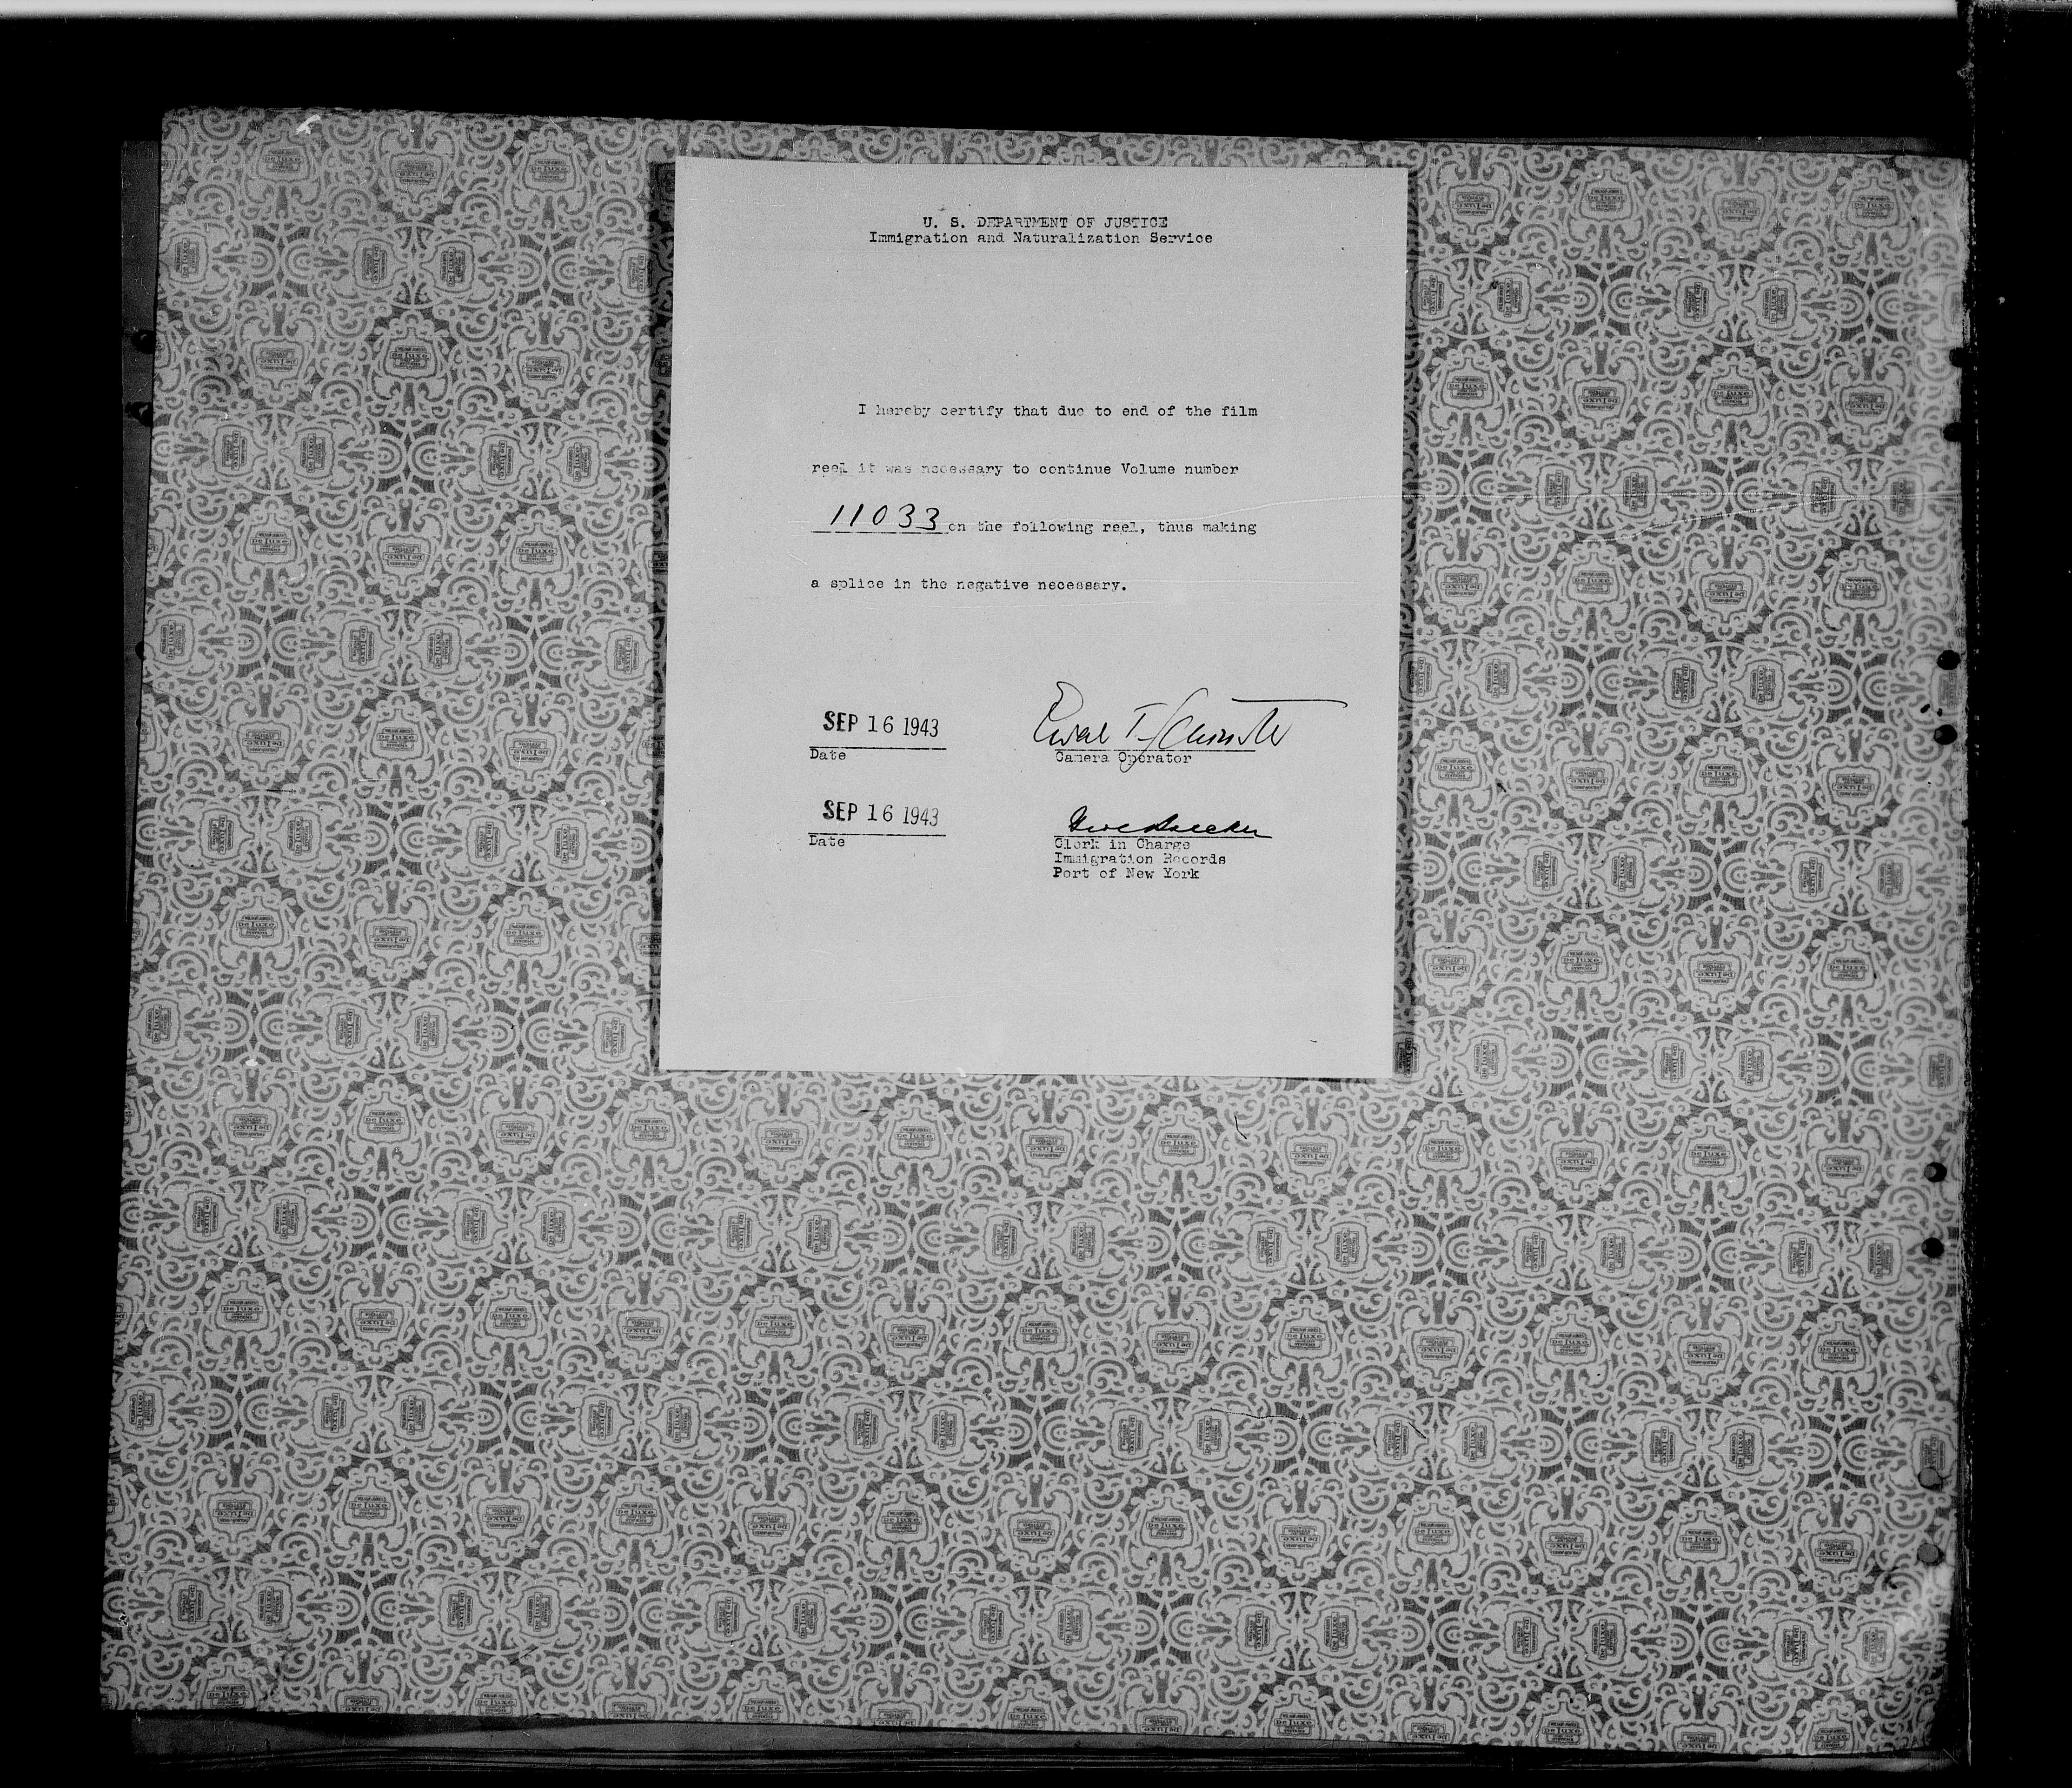 U. S. DEPARTMENT OF JUSTICE
Immigration and Naturalization Service
I hereby certify that due to end of the film
reel it was necessary to continue Volume number
11033 on the following reel, thus making
a splice in the negative necessary.
SEP 16 1943
Date
Camera Operator
SEP 16 1943
Date
Clerk in Charge
Immigration Records
Port of New York
De Luxe